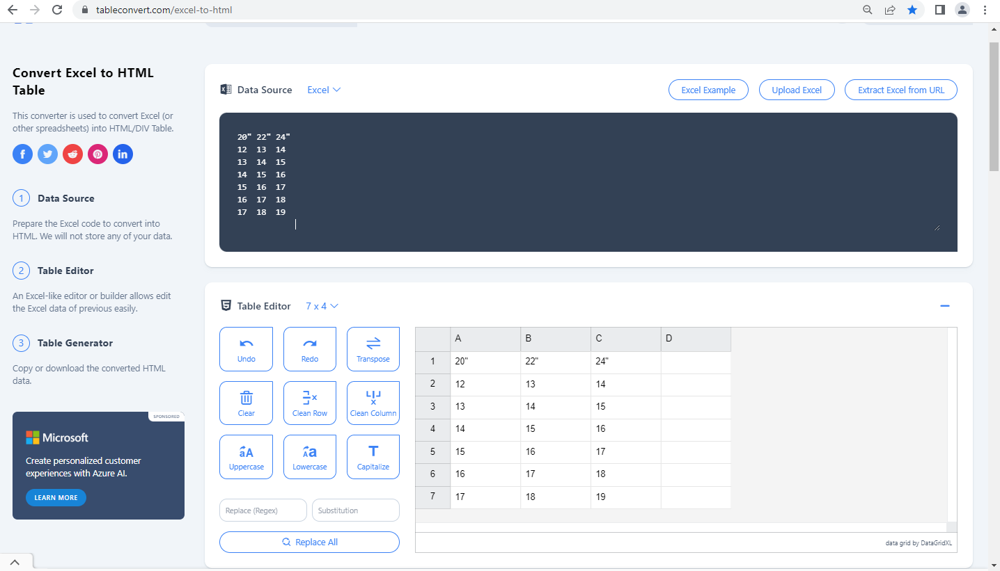 tableconvert.com/excel-to-html
Convert Excel to HTML
Table
This converter is used to convert Excel (or
other spreadsheets) into HTML/DIV Table.
1 Data Source
Prepare the Excel code to convert into
HTML. We will not store any of your data.
2 Table Editor
An Excel-like editor or builder allows edit
the Excel data of previous easily.
3 Table Generator
Copy or download the converted HTML
data.
SPONSORED
Microsoft
Create personalized customer
experiences with Azure AI.
LEARN MORE
Data Source Excel Excel Example Upload Excel Extract Excel from URL
20" 22" 24"
12 13 14
13 14 15
14 15 16
15 16 17
16 17 18
17 18 19
Table Editor 7 x 4
Undo Redo Transpose
Clear Clean Row Clean Column
aA Aa T
Uppercase Lowercase Capitalize
Replace (Regex) Substitution
Replace All
A B C D
1 20" 22" 24"
2 12 13 14
3 13 14 15
4 14 15 16
5 15 16 17
6 16 17 18
7 17 18 19
data grid by DataGridXL